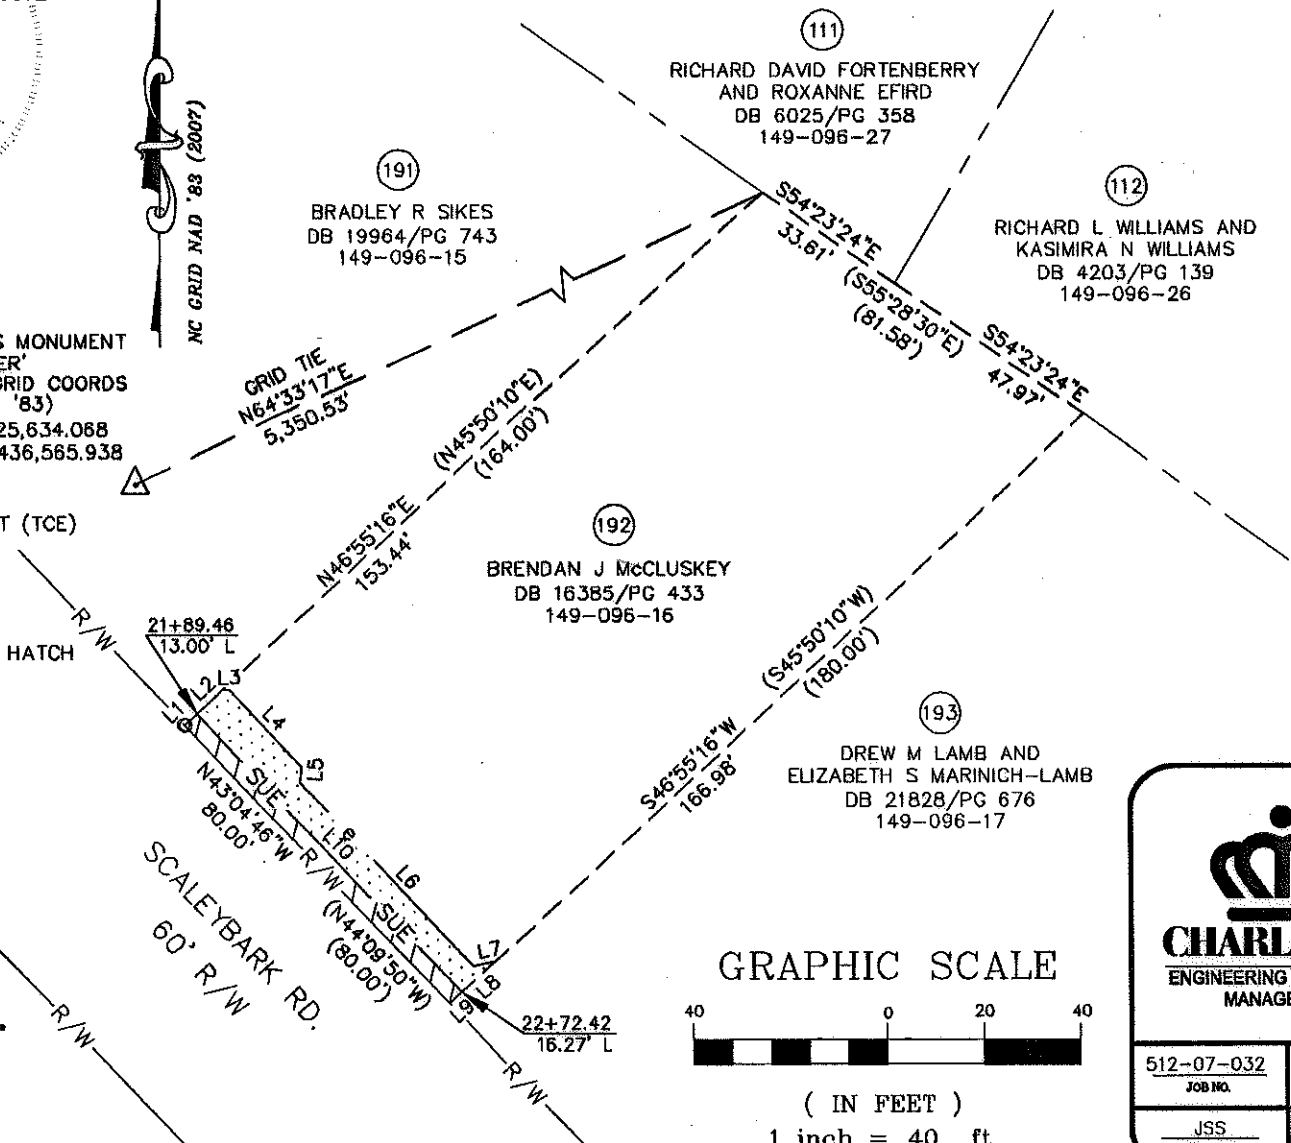 111
RICHARD DAVID FORTENBERRY
AND ROXANNE EFIRD
DB 6025/PG 358
149-096-27
NC GRID NAD '83 (2007)
191
BRADLEY R SIKES
DB 19964/PG 743
149-096-15
112
RICHARD L WILLIAMS AND
KASIMIRA N WILLIAMS
DB 4203/PG 139
149-096-26
S54°23'24"E
33.61'
(S55°28'30"E)
(81.58')
S54°23'24"E
47.97'
S MONUMENT
ER'
GRID COORDS
'83)
25,634.068
436,565.938
GRID TIE
N64°33'17"E
5,350.53'
(N45°50'10"E)
(164.00')
N46°55'16"E
153.44'
T (TCE)
192
BRENDAN J McCLUSKEY
DB 16385/PG 433
149-096-16
R/W
21+89.46
13.00' L
HATCH
(S45°50'10"W)
(180.00')
S46°55'16"W
166.98'
193
DREW M LAMB AND
ELIZABETH S MARINICH-LAMB
DB 21828/PG 676
149-096-17
L1
L2
L3
L4
L5
SUE
N43°04'46"W
80.00'
L10
e
R/W
L6
SUE
(N44°09'50"W)
(80.00')
L7
L8
L9
22+72.42
16.27' L
SCALEYBARK RD.
60' R/W
R/W
R/W
GRAPHIC SCALE
40 0 20 40
( IN FEET )
1 inch = 40 ft
CHARL
ENGINEERING
MANAGE
512-07-032
JOB NO.
JSS